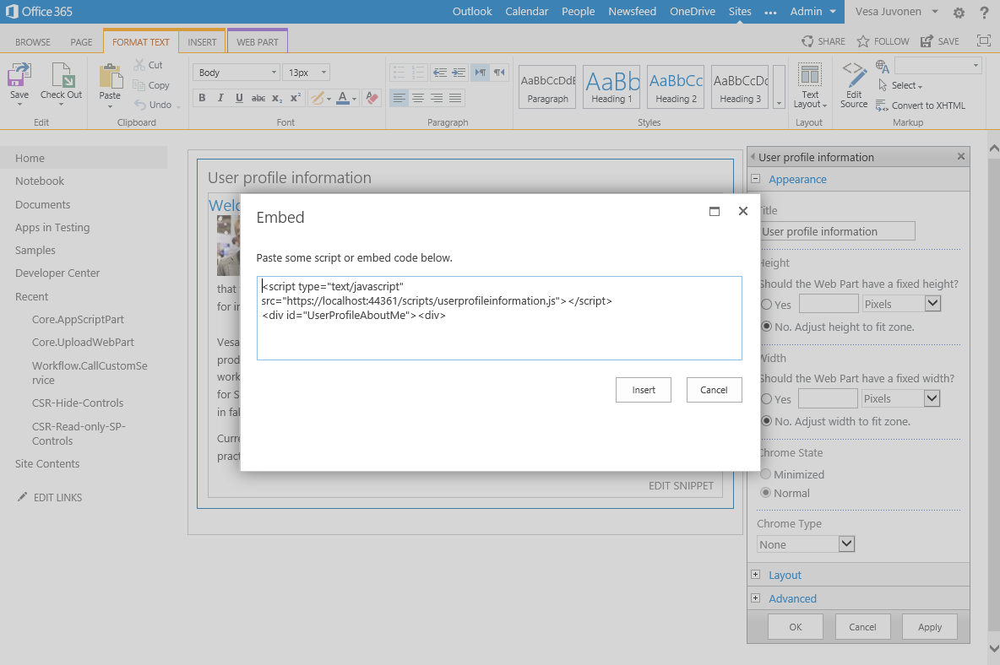 Office 365
Outlook Calendar People Newsfeed OneDrive Sites ••• Admin Vesa Juvonen ?
BROWSE PAGE FORMAT TEXT INSERT WEB PART SHARE FOLLOW SAVE
Save Check Out Paste Cut Copy Undo
Body 13px
B I U abc x₂ x²
AaBbCcDdE AaBb AaBbCc AaBbCcDc
Paragraph Heading 1 Heading 2 Heading 3
Text Layout
Edit Source
Select
Convert to XHTML
Edit Clipboard Font Paragraph Styles Layout Markup
Home
Notebook
Documents
Apps in Testing
Samples
Developer Center
Recent
Core.AppScriptPart
Core.UploadWebPart
Workflow.CallCustomSe
rvice
CSR-Hide-Controls
CSR-Read-only-SP-
Controls
Site Contents
EDIT LINKS
User profile information
Welc
that
for in
Vesa
prod
work
for S
in fal
Curre
pract
EDIT SNIPPET
Embed
Paste some script or embed code below.
<script type="text/javascript"
src="https://localhost:44361/scripts/userprofileinformation.js"></script>
<div id="UserProfileAboutMe"><div>
Insert Cancel
User profile information
Appearance
Title
User profile information
Height
Should the Web Part have a fixed height?
Yes Pixels
No. Adjust height to fit zone.
Width
Should the Web Part have a fixed width?
Yes Pixels
No. Adjust width to fit zone.
Chrome State
Minimized
Normal
Chrome Type
None
Layout
Advanced
OK Cancel Apply